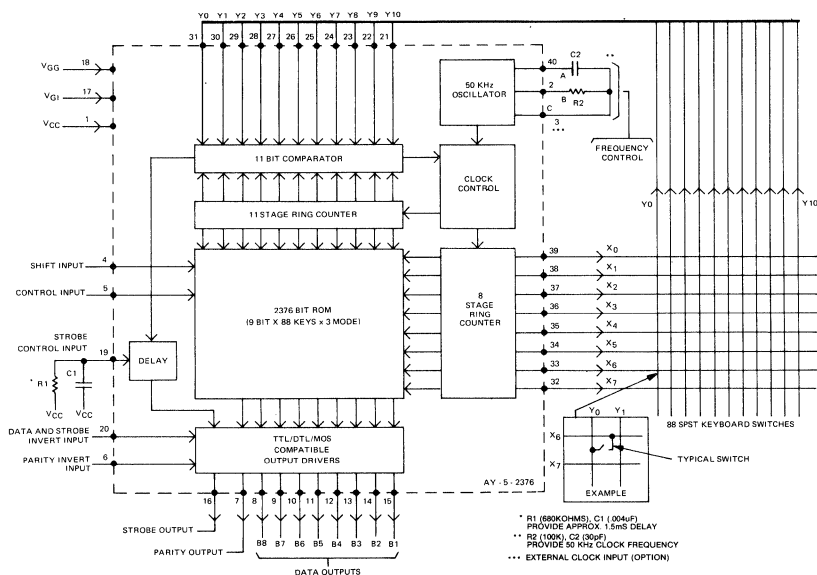 Y0 Y1 Y2 Y3 Y4 Y5 Y6 Y7 Y8 Y9 Y10
31 30 29 28 27 26 25 24 23 22 21
VGG 18
VGI 17
VCC 1
50 KHz
OSCILLATOR
40 A C2 **
2 B R2
C 3 ***
FREQUENCY
CONTROL
11 BIT COMPARATOR
CLOCK
CONTROL
11 STAGE RING COUNTER
Y0 Y10
SHIFT INPUT 4
CONTROL INPUT 5
2376 BIT ROM
(9 BIT X 88 KEYS x 3 MODE)
8
STAGE
RING
COUNTER
39 X0
38 X1
37 X2
36 X3
35 X4
34 X5
33 X6
32 X7
STROBE
CONTROL INPUT 19
DELAY
* R1 C1
VCC VCC
DATA AND STROBE
INVERT INPUT 20
PARITY INVERT
INPUT 6
TTL/DTL/MOS
COMPATIBLE
OUTPUT DRIVERS
AY - 5 - 2376
88 SPST KEYBOARD SWITCHES
Y0 Y1
X6
X7
TYPICAL SWITCH
EXAMPLE
16 7 8 9 10 11 12 13 14 15
STROBE OUTPUT
PARITY OUTPUT
B8 B7 B6 B5 B4 B3 B2 B1
DATA OUTPUTS
* R1 (680KOHMS), C1 (.004uF)
PROVIDE APPROX. 1.5mS DELAY
** R2 (100K), C2 (30pF)
PROVIDE 50 KHz CLOCK FREQUENCY
*** EXTERNAL CLOCK INPUT (OPTION)